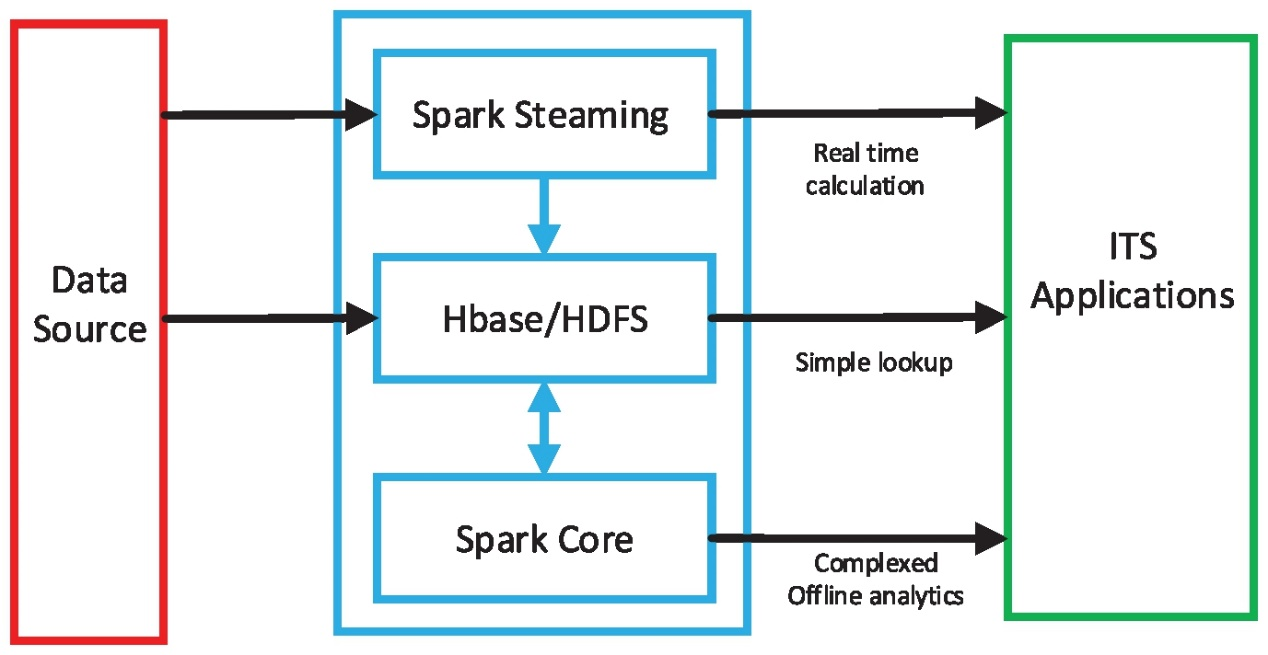 Data
Source
Spark Steaming
Hbase/HDFS
Spark Core
Real time
calculation
Simple lookup
Complexed
Offline analytics
ITS
Applications